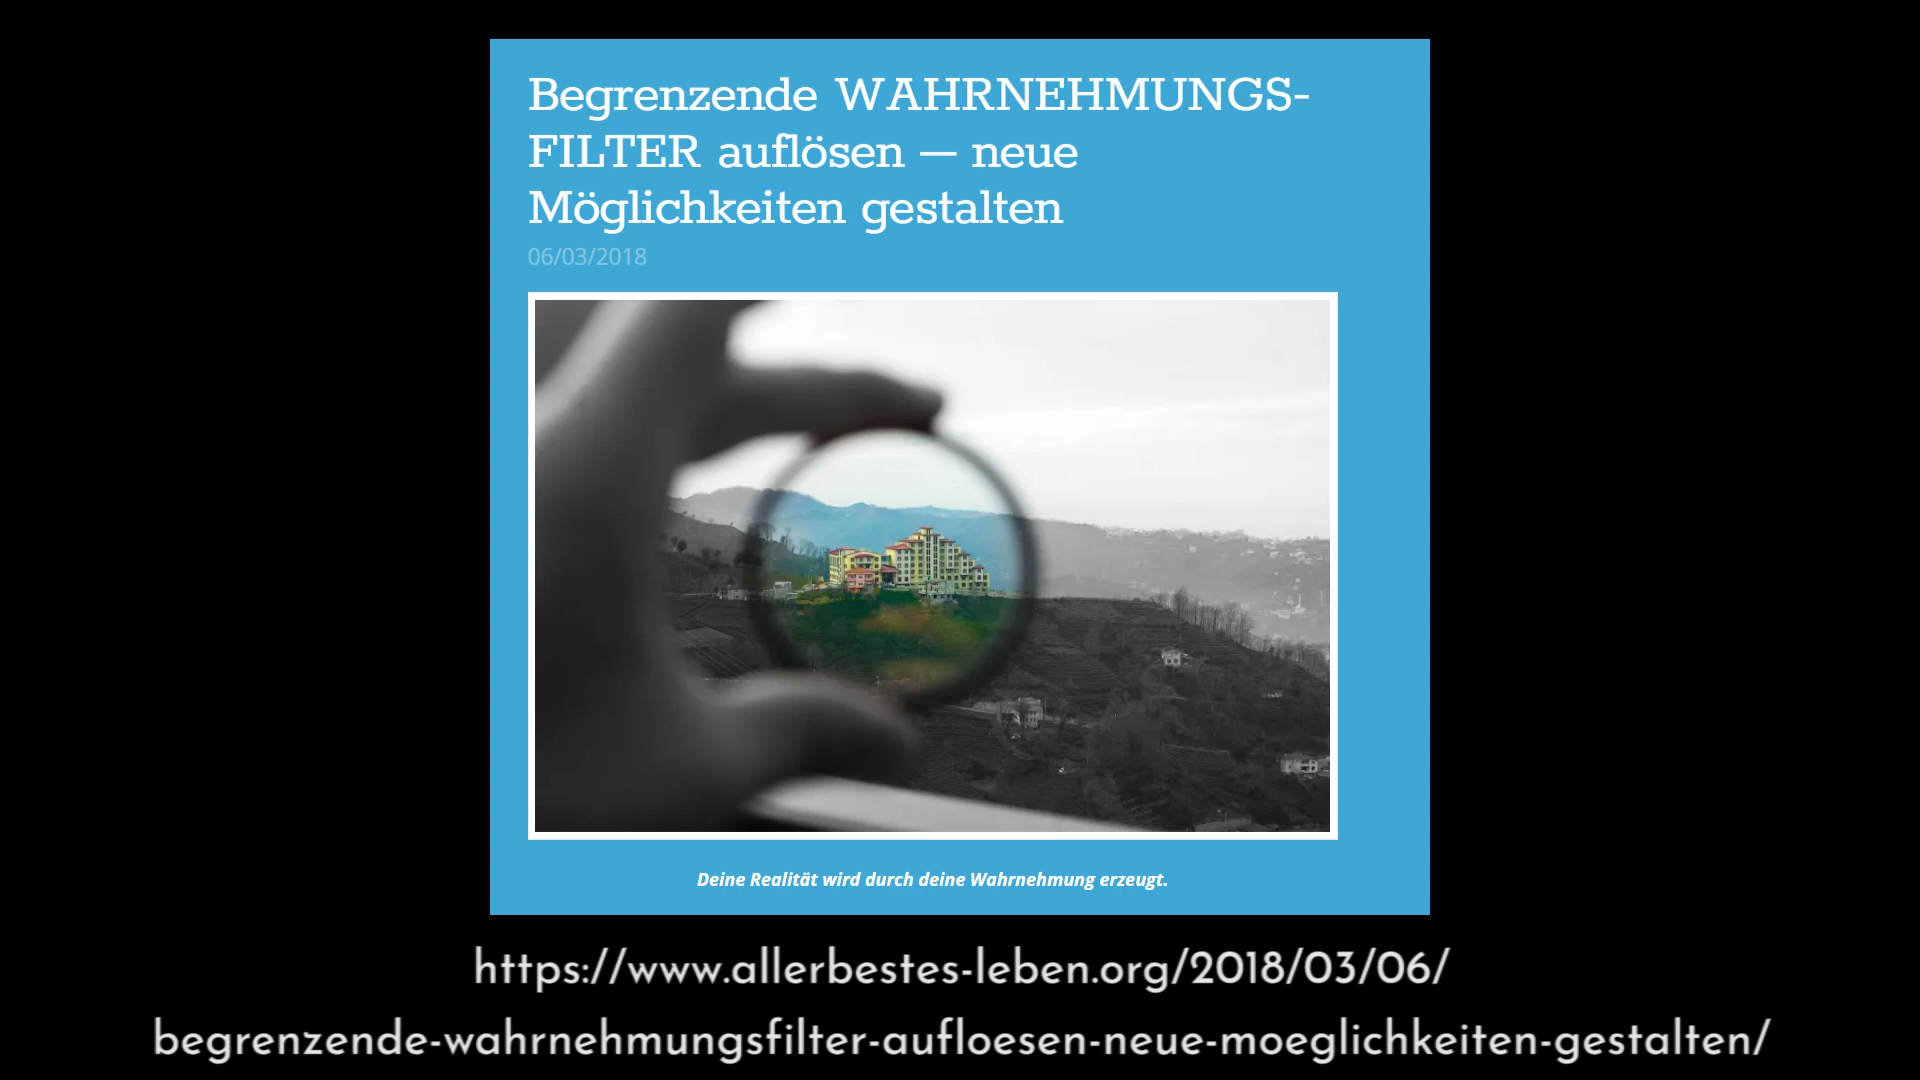 Begrenzende WAHRNEHMUNGS-
FILTER auflösen — neue
Möglichkeiten gestalten
06/03/2018
Deine Realität wird durch deine Wahrnehmung erzeugt.
https://www.allerbestes-leben.org/2018/03/06/
begrenzende-wahrnehmungsfilter-aufloesen-neue-moeglichkeiten-gestalten/